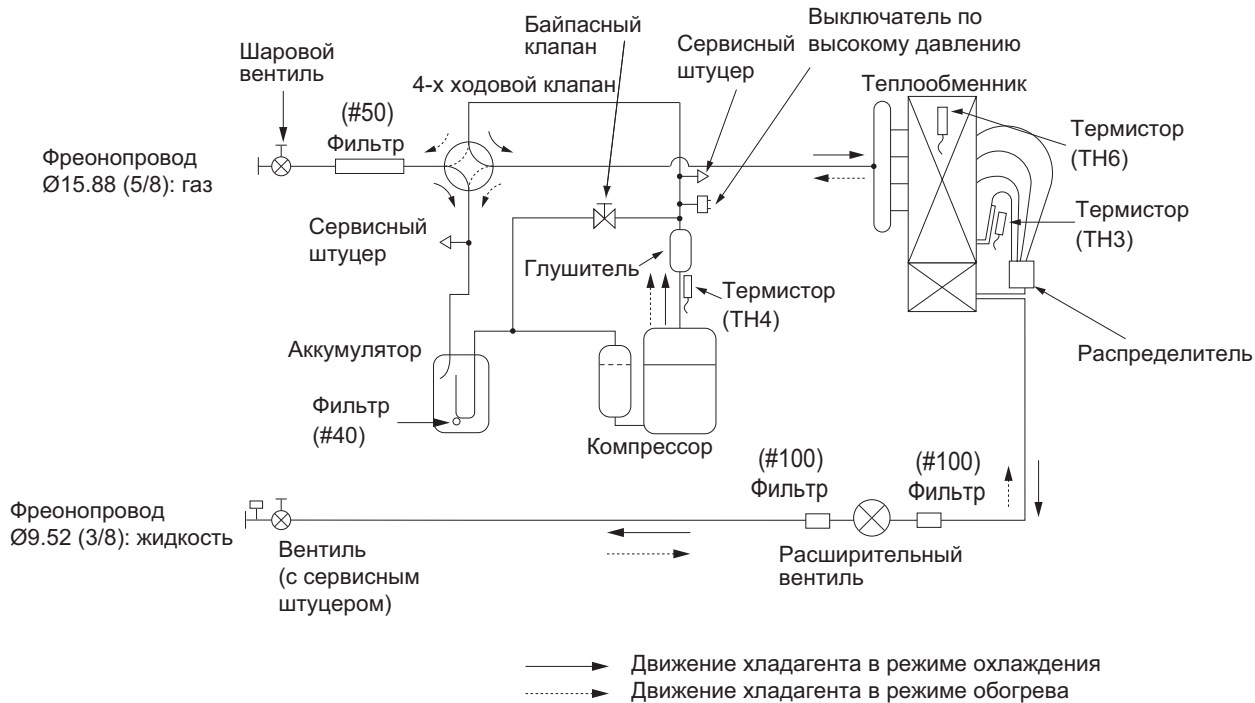 Байпасный
клапан
Выключатель по
высокому давлению
Сервисный
штуцер
Шаровой
вентиль
4-х ходовой клапан
Теплообменник
(#50)
Фильтр
Термистор
(TH6)
Фреонопровод
Ø15.88 (5/8): газ
Термистор
(TH3)
Сервисный
штуцер
Глушитель
Термистор
(TH4)
Распределитель
Аккумулятор
Фильтр
(#40)
Компрессор
(#100)
Фильтр
(#100)
Фильтр
Фреонопровод
Ø9.52 (3/8): жидкость
Вентиль
(с сервисным
штуцером)
Расширительный
вентиль
Движение хладагента в режиме охлаждения
Движение хладагента в режиме обогрева